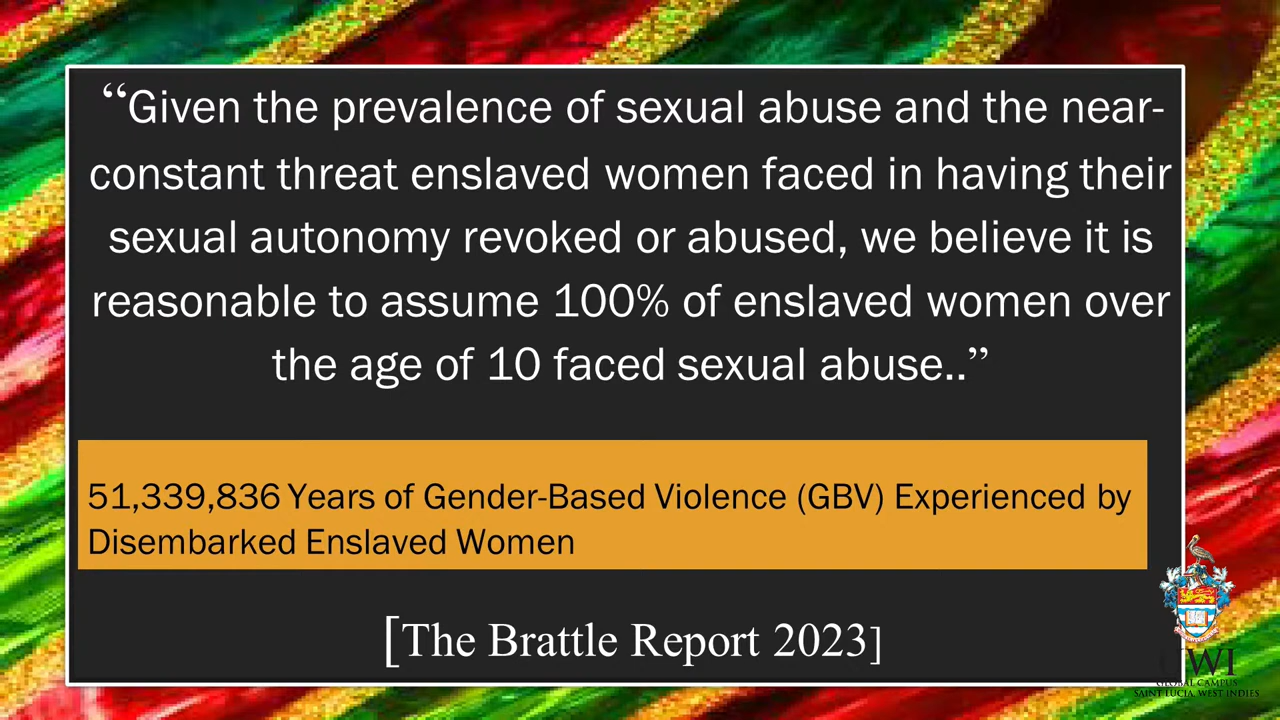 “Given the prevalence of sexual abuse and the near-
constant threat enslaved women faced in having their
sexual autonomy revoked or abused, we believe it is
reasonable to assume 100% of enslaved women over
the age of 10 faced sexual abuse..”
51,339,836 Years of Gender-Based Violence (GBV) Experienced by
Disembarked Enslaved Women
[The Brattle Report 2023]
UWI
GLOBAL CAMPUS
SAINT LUCIA, WEST INDIES